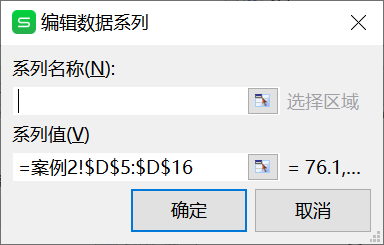 编辑数据系列
系列名称(N):
选择区域
系列值(V)
=案例2!$D$5:$D$16 = 76.1,...
确定 取消